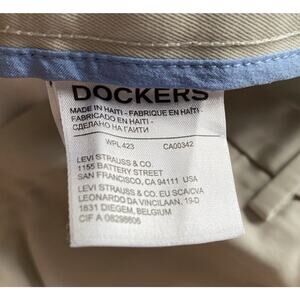 DOCKERS
MADE IN HAITI - FABRIQUE EN HAÏTI -
FABRICADO EN HAITI -
СДЕЛАНО НА ГАИТИ
WPL 423 CA00342
LEVI STRAUSS & CO.
1155 BATTERY STREET
SAN FRANCISCO, CA 94111 USA
LEVI STRAUSS & CO. EU SCA/CVA
LEONARDO DA VINCILAAN, 19-D
1831 DIEGEM, BELGIUM
CIF A 08298606